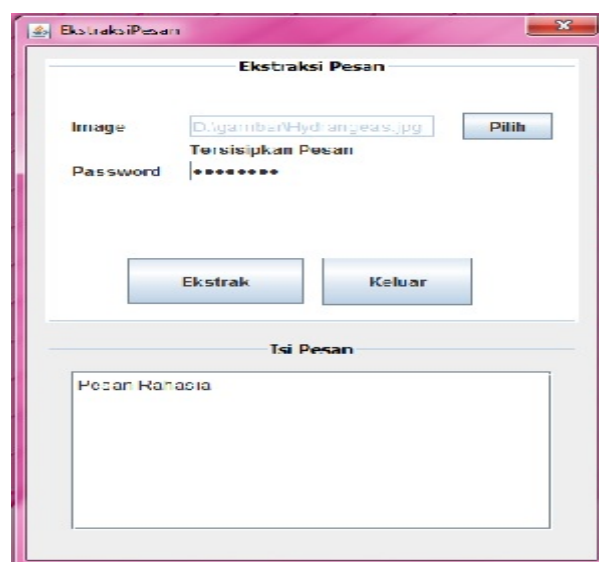 EkstraksiPesan
Ekstraksi Pesan
Image D:\gambar\Hydrangeas.jpg Pilih
Tersisipkan Pesan
Password ••••••••
Ekstrak Keluar
Isi Pesan
Pesan Rahasia